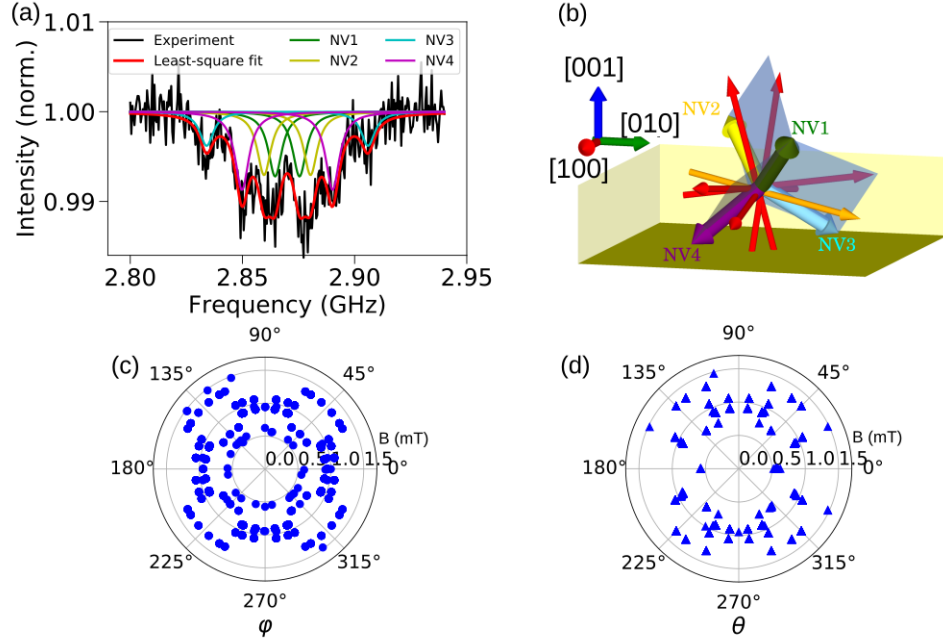 (a)
1.01
1.00
0.99
Intensity (norm.)
Experiment
Least-square fit
NV1
NV2
NV3
NV4
2.80
2.85
2.90
2.95
Frequency (GHz)
(b)
[001]
[010]
[100]
NV2
NV1
NV4
NV3
(c)
90°
135°
45°
B (mT)
180°
0.0 0.5 1.0 1.5
0°
225°
315°
270°
φ
(d)
90°
135°
45°
B (mT)
180°
0.0 0.5 1.0 1.5
0°
225°
315°
270°
θ